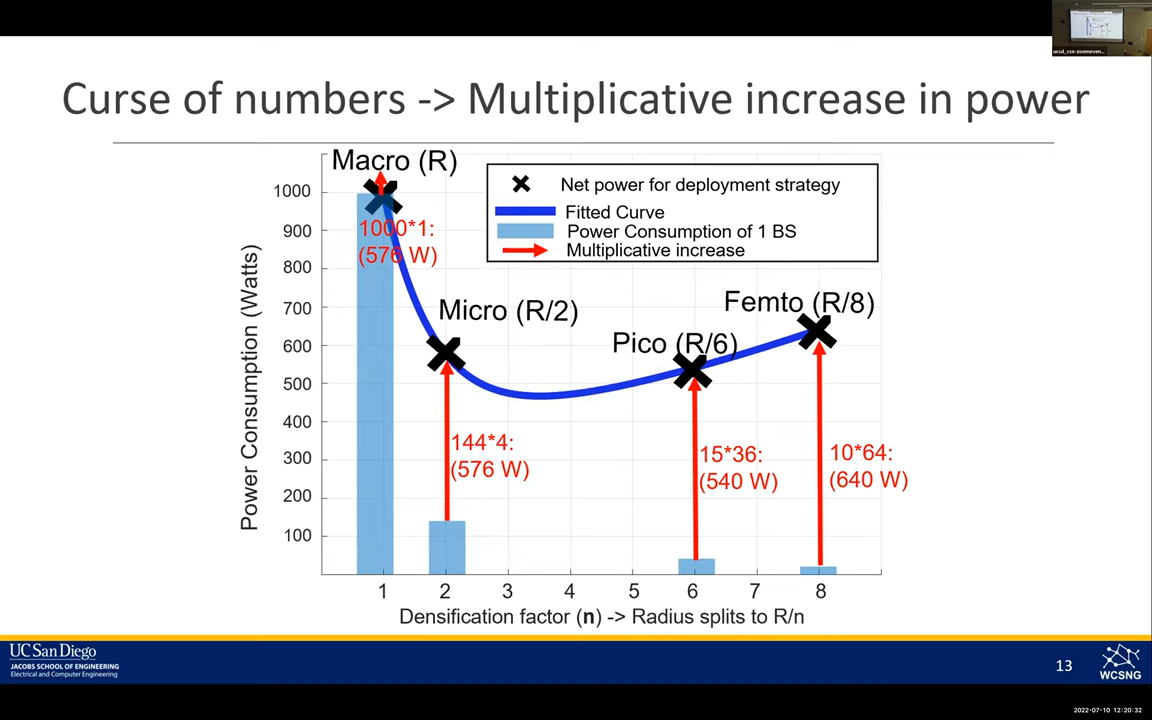 ucsd_cse-zoomeven...
Curse of numbers -> Multiplicative increase in power
Macro (R)
Net power for deployment strategy
Fitted Curve
Power Consumption of 1 BS
Multiplicative increase
1000*1:
(576 W)
Micro (R/2)
Pico (R/6)
Femto (R/8)
144*4:
(576 W)
15*36:
(540 W)
10*64:
(640 W)
Power Consumption (Watts)
1000
900
800
700
600
500
400
300
200
100
1 2 3 4 5 6 7 8
Densification factor (n) -> Radius splits to R/n
UC San Diego
JACOBS SCHOOL OF ENGINEERING
Electrical and Computer Engineering
13
WCSNG
2022-07-10 12:20:32